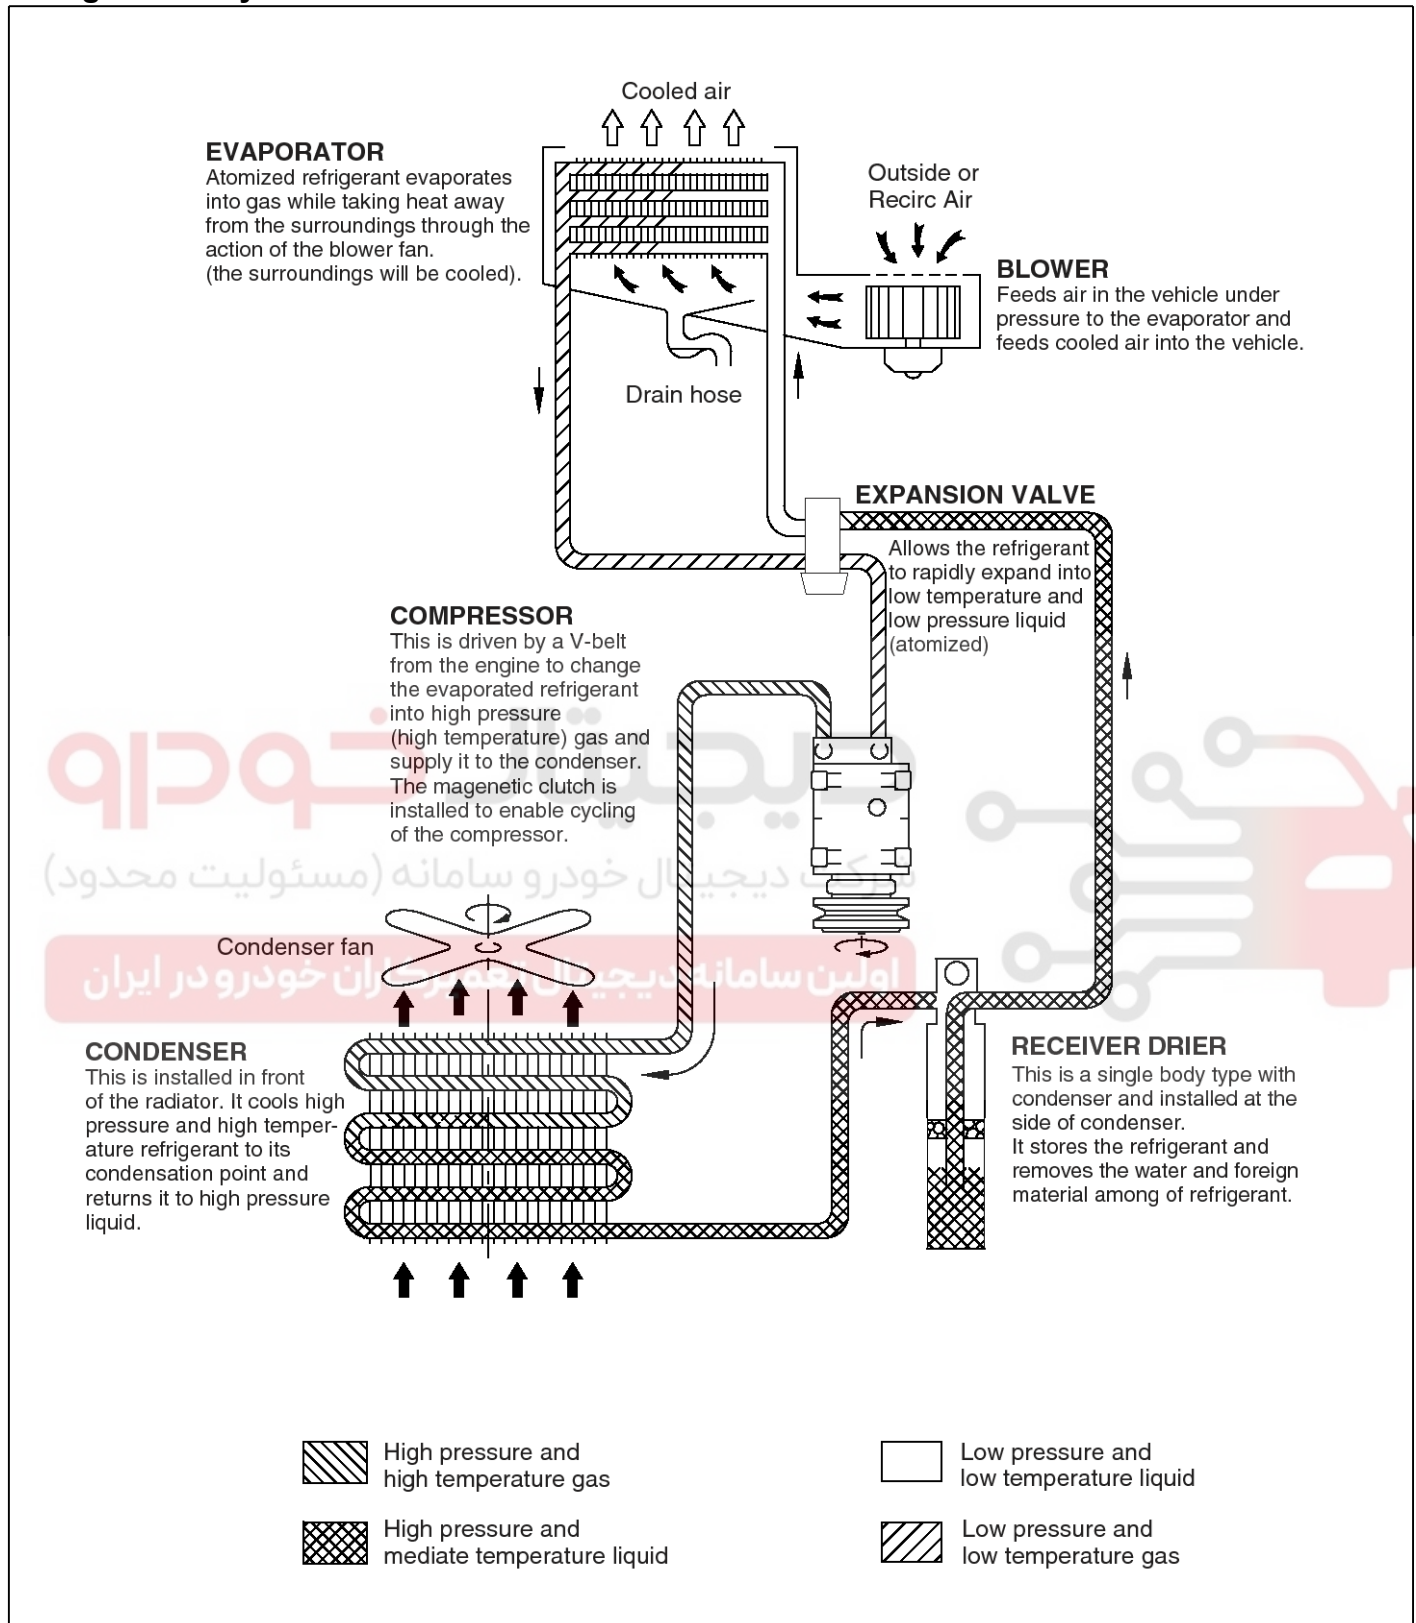 Cooled air
EVAPORATOR
Atomized refrigerant evaporates
into gas while taking heat away
from the surroundings through the
action of the blower fan.
(the surroundings will be cooled).
Outside or
Recirc Air
BLOWER
Feeds air in the vehicle under
pressure to the evaporator and
feeds cooled air into the vehicle.
Drain hose
EXPANSION VALVE
Allows the refrigerant
to rapidly expand into
low temperature and
low pressure liquid
(atomized)
COMPRESSOR
This is driven by a V-belt
from the engine to change
the evaporated refrigerant
into high pressure
(high temperature) gas and
supply it to the condenser.
The magenetic clutch is
installed to enable cycling
of the compressor.
دیجیتال خودرو
شرکت دیجیتال خودرو سامانه (مسئولیت محدود)
اولین سامانه دیجیتال تعمیرکاران خودرو در ایران
Condenser fan
CONDENSER
This is installed in front
of the radiator. It cools high
pressure and high temper-
ature refrigerant to its
condensation point and
returns it to high pressure
liquid.
RECEIVER DRIER
This is a single body type with
condenser and installed at the
side of condenser.
It stores the refrigerant and
removes the water and foreign
material among of refrigerant.
High pressure and
high temperature gas
Low pressure and
low temperature liquid
High pressure and
mediate temperature liquid
Low pressure and
low temperature gas